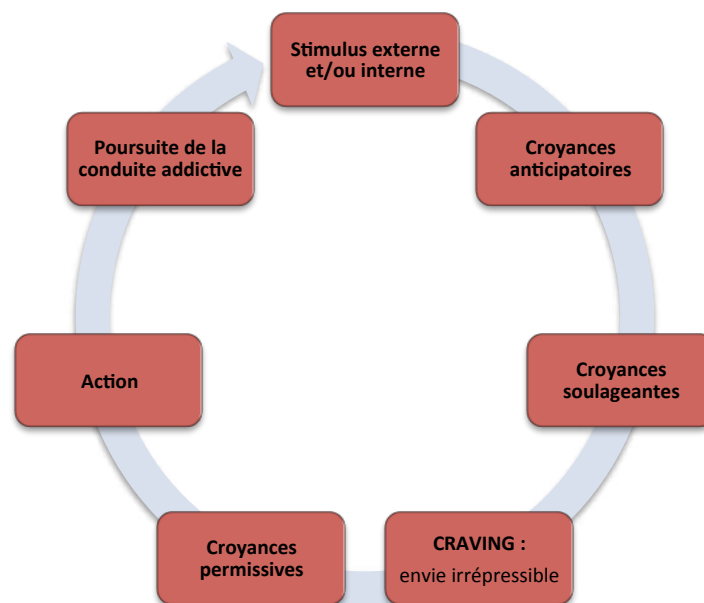 Stimulus externe
et/ou interne
Croyances
anticipatoires
Croyances
soulageantes
CRAVING :
envie irrépressible
Croyances
permissives
Action
Poursuite de la
conduite addictive